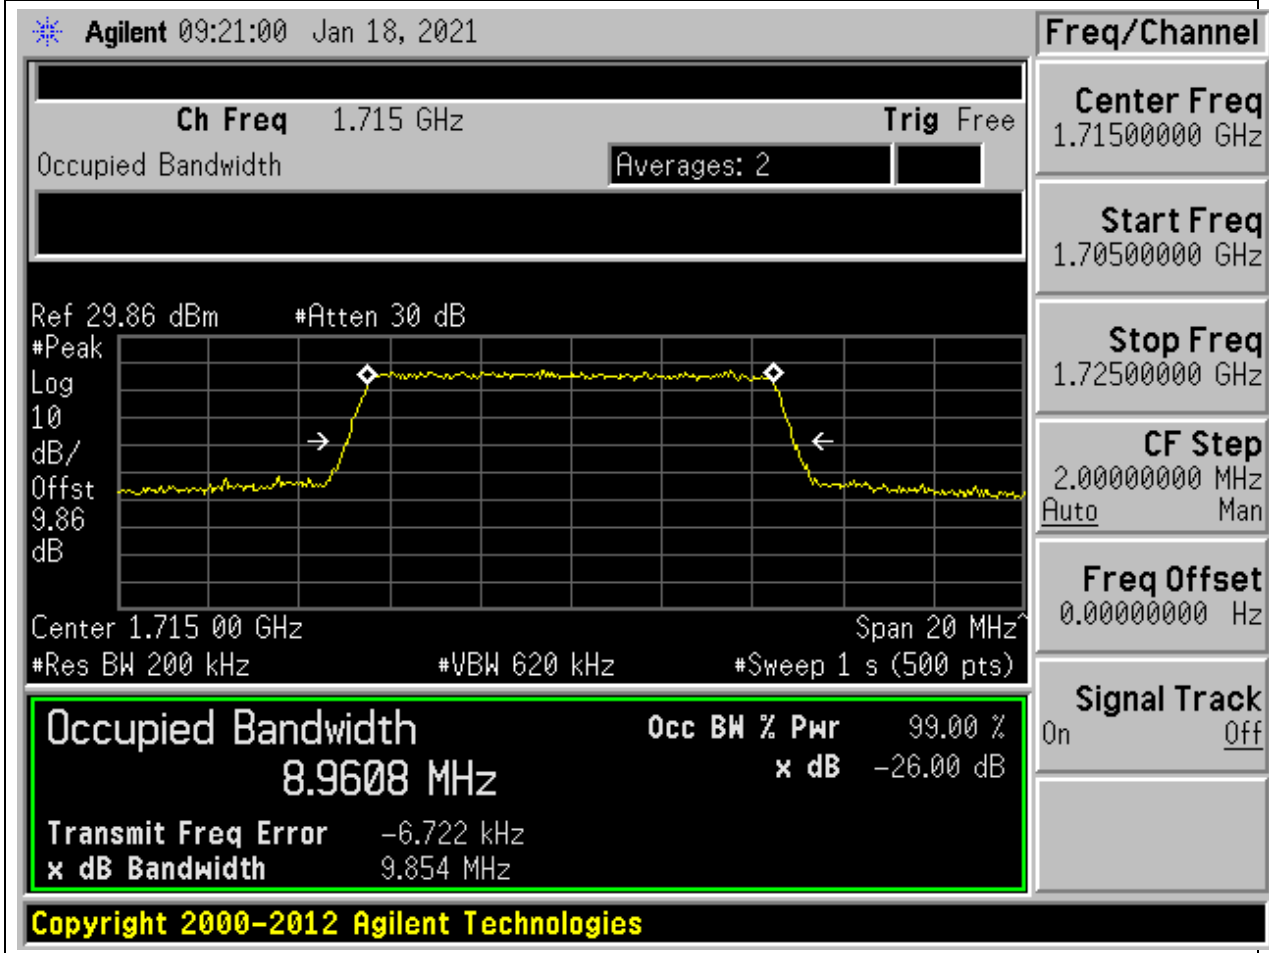 Agilent 09:21:00 Jan 18, 2021
Freq/Channel
Ch Freq 1.715 GHz Trig Free
Occupied Bandwidth Averages: 2
Center Freq
1.71500000 GHz
Start Freq
1.70500000 GHz
Stop Freq
1.72500000 GHz
CF Step
2.00000000 MHz
Auto Man
Freq Offset
0.00000000 Hz
Signal Track
On Off
Ref 29.86 dBm #Atten 30 dB
#Peak
Log
10
dB/
Offst
9.86
dB
Center 1.715 00 GHz Span 20 MHz^
#Res BW 200 kHz #VBW 620 kHz #Sweep 1 s (500 pts)
Occupied Bandwidth Occ BW % Pwr 99.00 %
8.9608 MHz x dB -26.00 dB
Transmit Freq Error -6.722 kHz
x dB Bandwidth 9.854 MHz
Copyright 2000-2012 Agilent Technologies